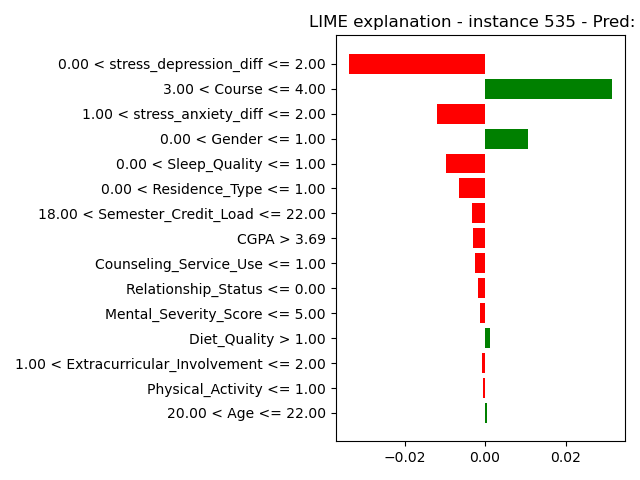 LIME explanation - instance 535 - Pred:
0.00 < stress_depression_diff <= 2.00
3.00 < Course <= 4.00
1.00 < stress_anxiety_diff <= 2.00
0.00 < Gender <= 1.00
0.00 < Sleep_Quality <= 1.00
0.00 < Residence_Type <= 1.00
18.00 < Semester_Credit_Load <= 22.00
CGPA > 3.69
Counseling_Service_Use <= 1.00
Relationship_Status <= 0.00
Mental_Severity_Score <= 5.00
Diet_Quality > 1.00
1.00 < Extracurricular_Involvement <= 2.00
Physical_Activity <= 1.00
20.00 < Age <= 22.00
−0.02 0.00 0.02